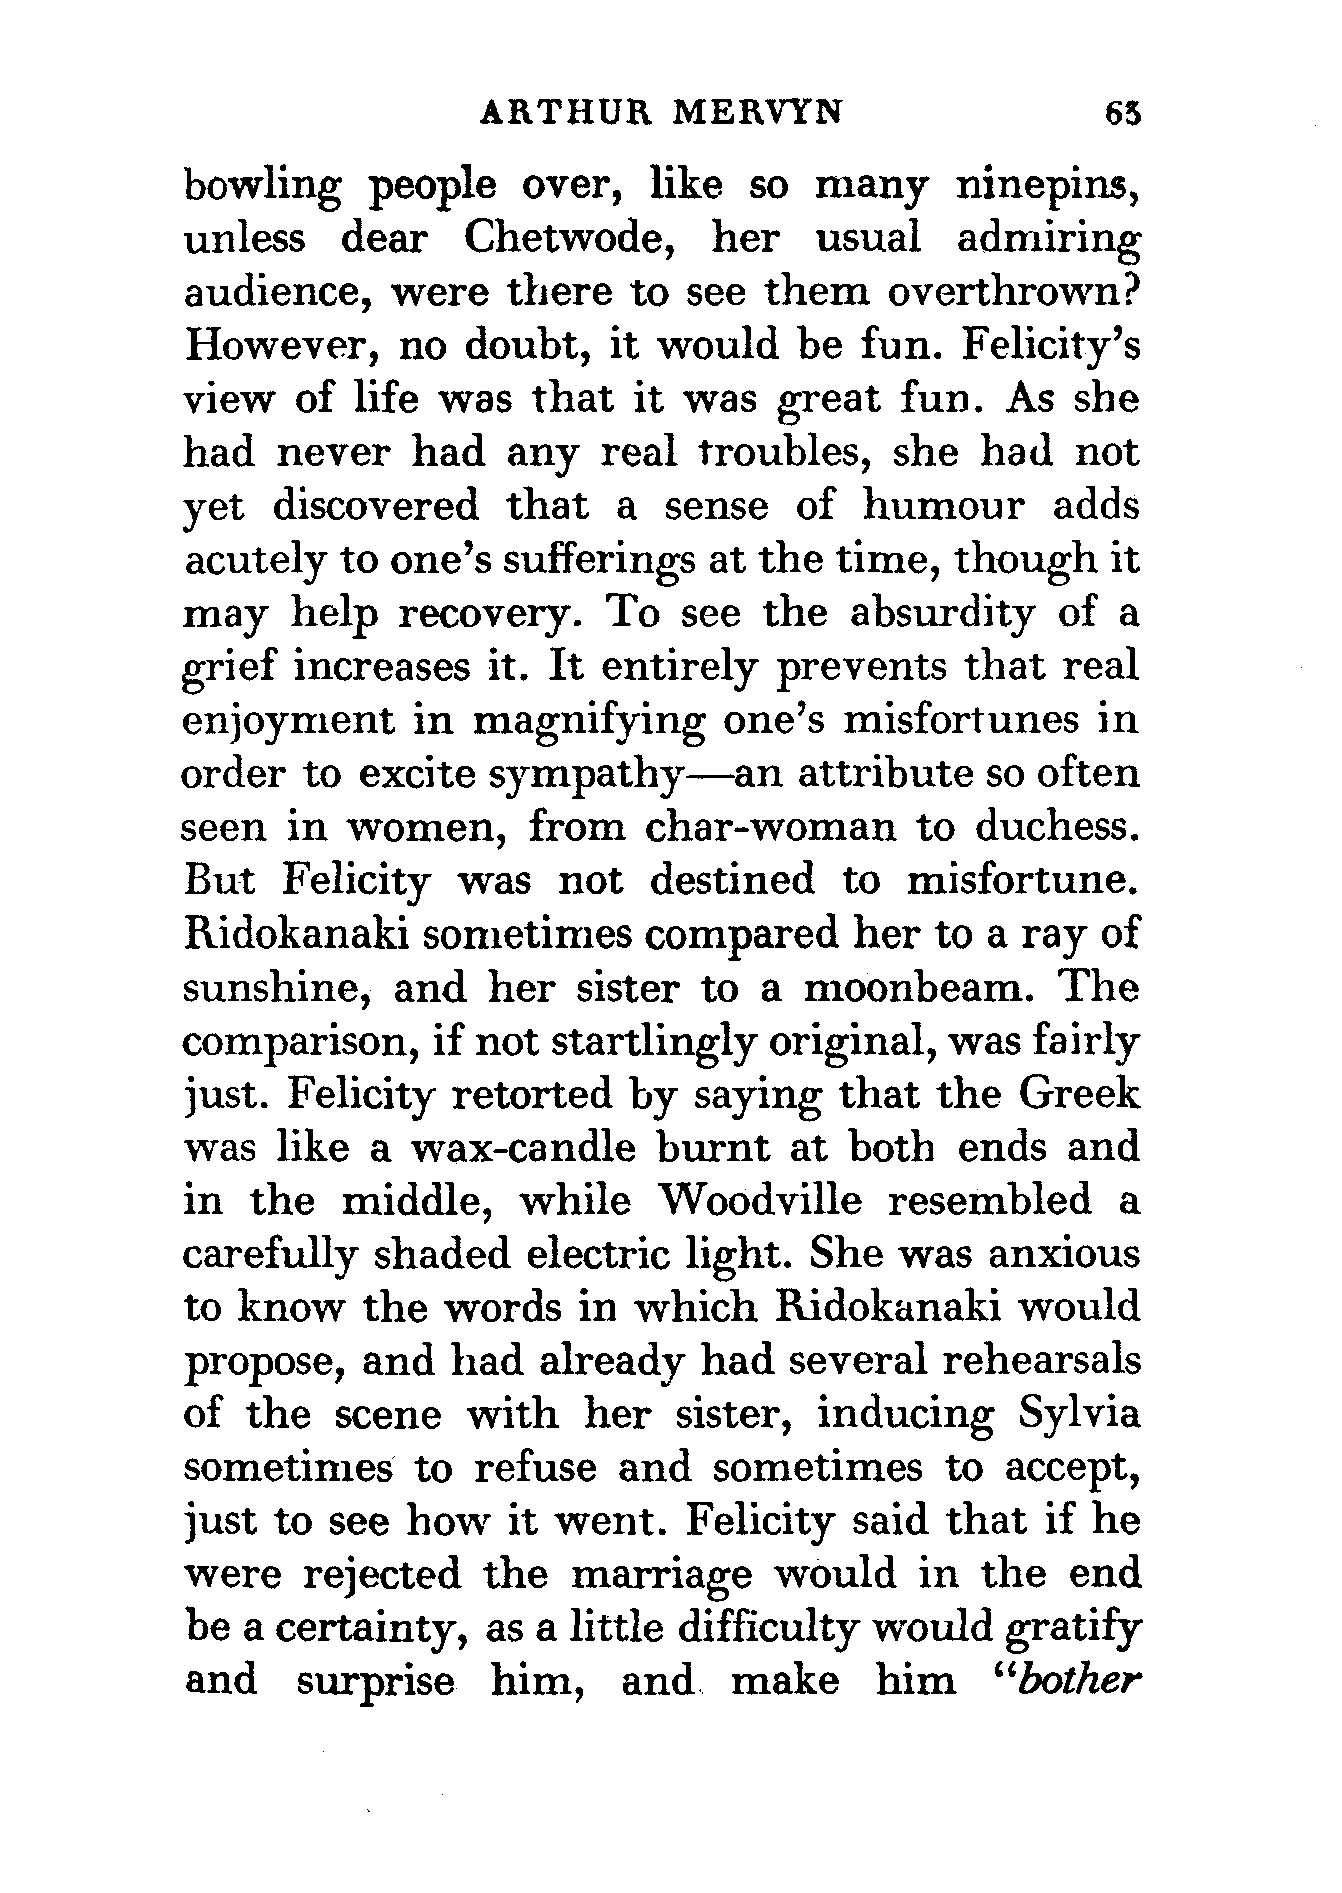 ARTHUR MERVYN 65
bowling people over, like so many ninepins,
unless dear Chetwode, her usual admiring
audience, were there to see them overthrown?
However, no doubt, it would be fun. Felicity's
view of life was that it was great fun. As she
had never had any real troubles, she had not
yet discovered that a sense of humour adds
acutely to one's sufferings at the time, though it
may help recovery. To see the absurdity of a
grief increases it. It entirely prevents that real
enjoyment in magnifying one's misfortunes in
order to excite sympathy—an attribute so often
seen in women, from char-woman to duchess.
But Felicity was not destined to misfortune.
Ridokanaki sometimes compared her to a ray of
sunshine, and her sister to a moonbeam. The
comparison, if not startlingly original, was fairly
just. Felicity retorted by saying that the Greek
was like a wax-candle burnt at both ends and
in the middle, while Woodville resembled a
carefully shaded electric light. She was anxious
to know the words in which Ridokanaki would
propose, and had already had several rehearsals
of the scene with her sister, inducing Sylvia
sometimes to refuse and sometimes to accept,
just to see how it went. Felicity said that if he
were rejected the marriage would in the end
be a certainty, as a little difficulty would gratify
and surprise him, and make him "bother